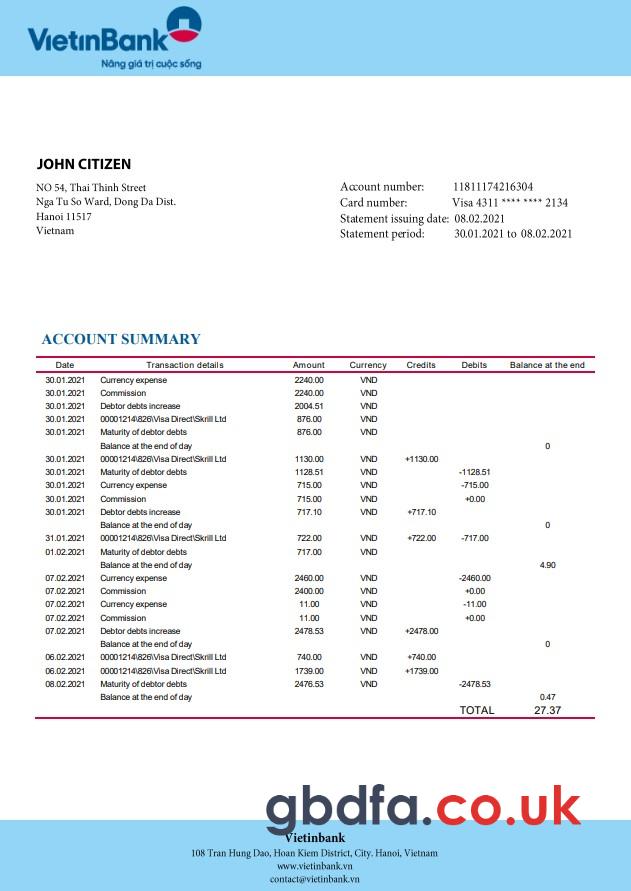 VietinBank
Nâng giá trị cuộc sống
JOHN CITIZEN
NO 54, Thai Thinh Street
Nga Tu So Ward, Dong Da Dist.
Hanoi 11517
Vietnam
Account number: 11811174216304
Card number: Visa 4311 **** **** 2134
Statement issuing date: 08.02.2021
Statement period: 30.01.2021 to 08.02.2021
ACCOUNT SUMMARY
Date Transaction details Amount Currency Credits Debits Balance at the end
30.01.2021 Currency expense 2240.00 VND
30.01.2021 Commission 2240.00 VND
30.01.2021 Debtor debts increase 2004.51 VND
30.01.2021 00001214\826\Visa Direct\Skrill Ltd 876.00 VND
30.01.2021 Maturity of debtor debts 876.00 VND
Balance at the end of day 0
30.01.2021 00001214\826\Visa Direct\Skrill Ltd 1130.00 VND +1130.00
30.01.2021 Maturity of debtor debts 1128.51 VND -1128.51
30.01.2021 Currency expense 715.00 VND -715.00
30.01.2021 Commission 715.00 VND +0.00
30.01.2021 Debtor debts increase 717.10 VND +717.10
Balance at the end of day 0
31.01.2021 00001214\826\Visa Direct\Skrill Ltd 722.00 VND +722.00 -717.00
01.02.2021 Maturity of debtor debts 717.00 VND
Balance at the end of day 4.90
07.02.2021 Currency expense 2460.00 VND -2460.00
07.02.2021 Commission 2400.00 VND +0.00
07.02.2021 Currency expense 11.00 VND -11.00
07.02.2021 Commission 11.00 VND +0.00
07.02.2021 Debtor debts increase 2478.53 VND +2478.00
Balance at the end of day 0
06.02.2021 00001214\826\Visa Direct\Skrill Ltd 740.00 VND +740.00
06.02.2021 00001214\826\Visa Direct\Skrill Ltd 1739.00 VND +1739.00
08.02.2021 Maturity of debtor debts 2476.53 VND -2478.53
Balance at the end of day 0.47
TOTAL 27.37
gbdfa.co.uk
Vietinbank
108 Tran Hung Dao, Hoan Kiem District, City. Hanoi, Vietnam
www.vietinbank.vn
contact@vietinbank.vn